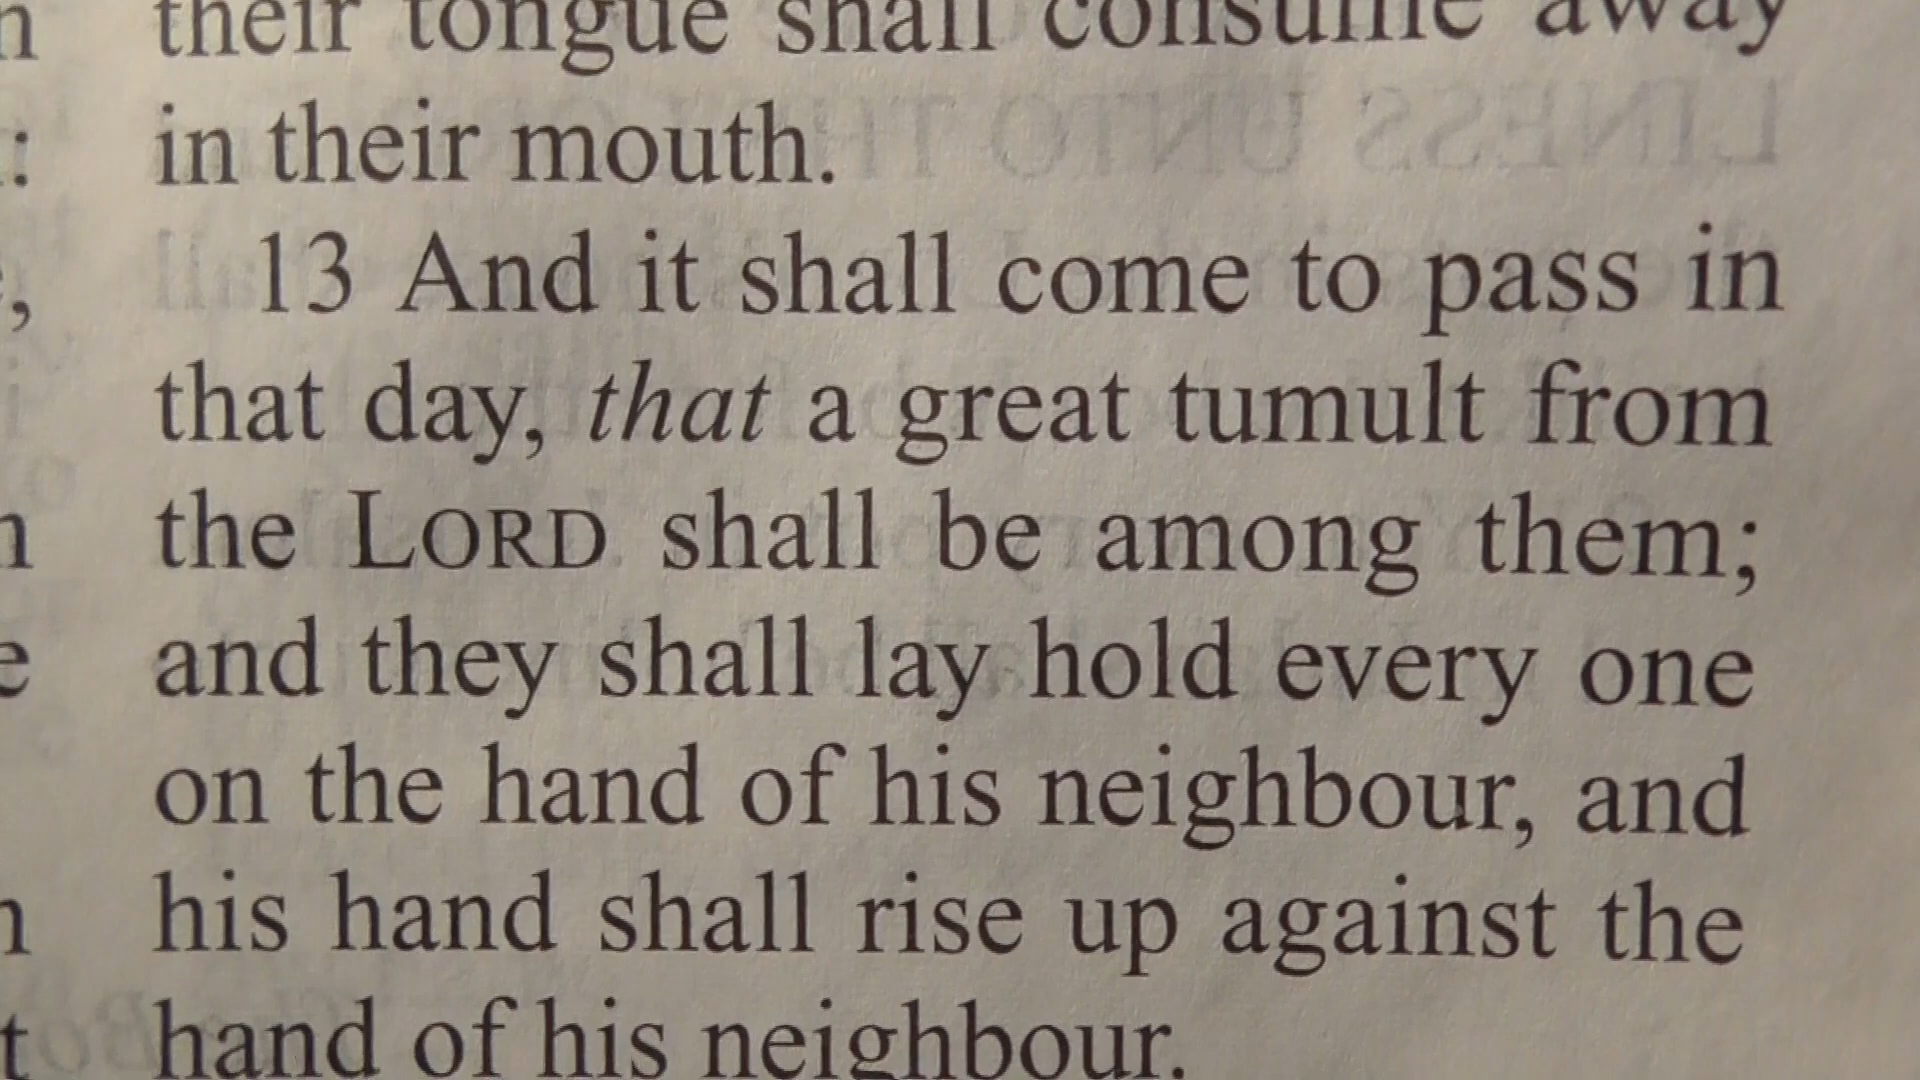 their tongue shall consume away
in their mouth.
13 And it shall come to pass in
that day, that a great tumult from
the LORD shall be among them;
and they shall lay hold every one
on the hand of his neighbour, and
his hand shall rise up against the
hand of his neighbour.